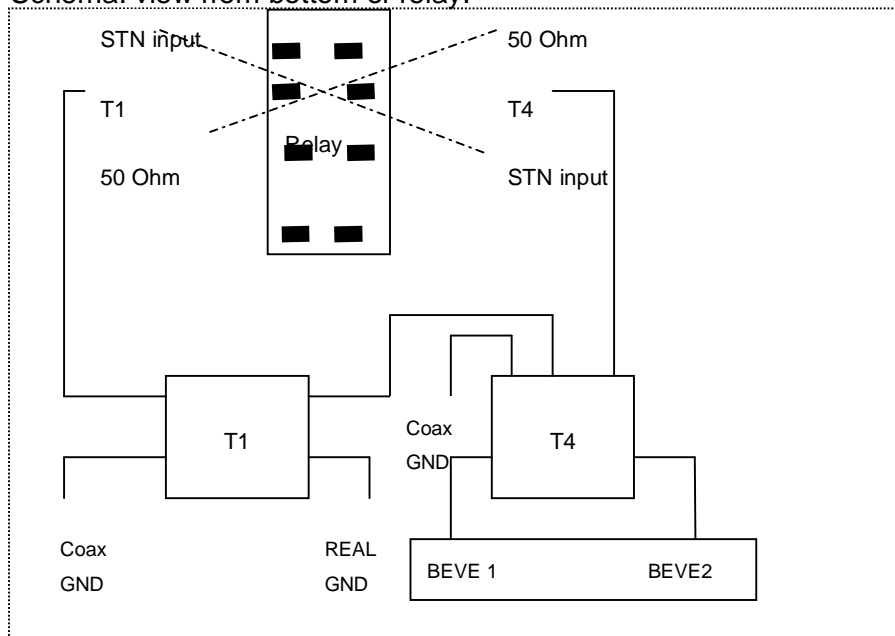 Schema: view from bottom of relay:
STN input
50 Ohm
T1
T4
Relay
50 Ohm
STN input
T1
Coax
GND
T4
Coax
GND
REAL
GND
BEVE 1
BEVE2